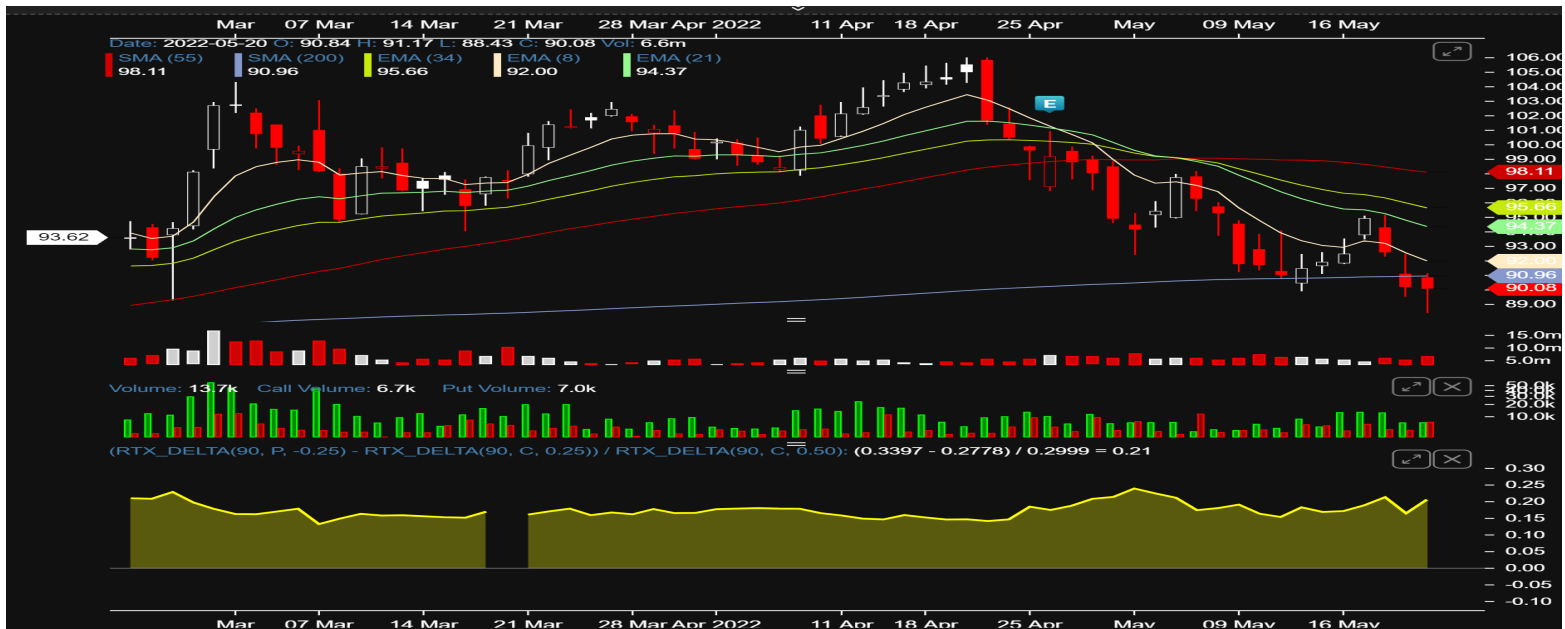 Mar 07 Mar 14 Mar 21 Mar 28 Mar Apr 2022 11 Apr 18 Apr 25 Apr May 09 May 16 May
Date: 2022-05-20 O: 90.84 H: 91.17 L: 88.43 C: 90.08 Vol: 6.6m
SMA (55) SMA (200) EMA (34) EMA (8) EMA (21)
98.11 90.96 95.66 92.00 94.37
106.00
105.00
104.00
E
103.00
102.00
101.00
100.00
99.00
98.11
97.00
95.66
94.37
93.62
93.00
92.00
90.96
90.08
89.00
15.0m
10.0m
5.0m
Volume: 13.7k Call Volume: 6.7k Put Volume: 7.0k
50.0k
30.0k
20.0k
10.0k
(RTX_DELTA(90, P, -0.25) - RTX_DELTA(90, C, 0.25)) / RTX_DELTA(90, C, 0.50): (0.3397 - 0.2778) / 0.2999 = 0.21
0.30
0.25
0.20
0.15
0.10
0.05
0.00
-0.05
-0.10
Mar 07 Mar 14 Mar 21 Mar 28 Mar Apr 2022 11 Apr 18 Apr 25 Apr May 09 May 16 May